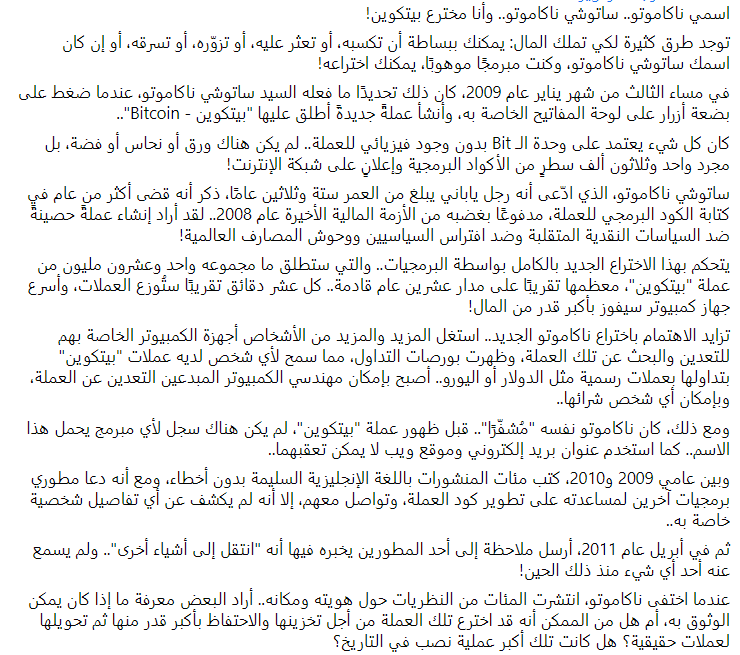 اسمي ناكاموتو.. ساتوشي ناكاموتو.. وأنا مخترع بيتكوين!
توجد طرق كثيرة لكي تملك المال: يمكنك ببساطة أن تكسبه، أو تعثر عليه، أو تزوّره، أو تسرقه، أو إن كان
اسمك ساتوشي ناكاموتو، وكنت مبرمجًا موهوبًا، يمكنك اختراعه!
في مساء الثالث من شهر يناير عام 2009، كان ذلك تحديدًا ما فعله السيد ساتوشي ناكاموتو، عندما ضغط على
بضعة أزرار على لوحة المفاتيح الخاصة به، وأنشأ عملةً جديدةً أطلق عليها "بيتكوين - Bitcoin"..
كان كل شيء يعتمد على وحدة الـ Bit بدون وجود فيزيائي للعملة.. لم يكن هناك ورق أو نحاس أو فضة، بل
مجرد واحد وثلاثون ألف سطرٍ من الأكواد البرمجية وإعلانٍ على شبكة الإنترنت!
ساتوشي ناكاموتو، الذي ادّعى أنه رجل ياباني يبلغ من العمر ستة وثلاثين عامًا، ذكر أنه قضى أكثر من عام في
كتابة الكود البرمجي للعملة، مدفوعًا بغضبه من الأزمة المالية الأخيرة عام 2008.. لقد أراد إنشاء عملةً حصينةً
ضد السياسات النقدية المتقلبة وضد افتراس السياسيين ووحوش المصارف العالمية!
يتحكم بهذا الاختراع الجديد بالكامل بواسطة البرمجيات.. والتي ستطلق ما مجموعه واحد وعشرون مليون من
عملة "بيتكوين"، معظمها تقريبًا على مدار عشرين عام قادمة.. كل عشر دقائق تقريبًا ستُوزع العملات، وأسرع
جهاز كمبيوتر سيفوز بأكبر قدر من المال!
تزايد الاهتمام باختراع ناكاموتو الجديد.. استغل المزيد والمزيد من الأشخاص أجهزة الكمبيوتر الخاصة بهم
للتعدين والبحث عن تلك العملة، وظهرت بورصات التداول، مما سمح لأي شخص لديه عملات "بيتكوين"
بتداولها بعملات رسمية مثل الدولار أو اليورو.. أصبح بإمكان مهندسي الكمبيوتر المبدعين التعدين عن العملة،
وبإمكان أي شخص شرائها..
ومع ذلك، كان ناكاموتو نفسه "مُشفّرًا".. قبل ظهور عملة "بيتكوين"، لم يكن هناك سجل لأي مبرمج يحمل هذا
الاسم.. كما استخدم عنوان بريد إلكتروني وموقع ويب لا يمكن تعقبهما..
وبين عامي 2009 و2010، كتب مئات المنشورات باللغة الإنجليزية السليمة بدون أخطاء، ومع أنه دعا مطوري
برمجيات آخرين لمساعدته على تطوير كود العملة، وتواصل معهم، إلا أنه لم يكشف عن أي تفاصيل شخصية
خاصة به..
ثم في أبريل عام 2011، أرسل ملاحظة إلى أحد المطورين يخبره فيها أنه "انتقل إلى أشياء أخرى".. ولم يسمع
عنه أحد أي شيء منذ ذلك الحين!
عندما اختفى ناكاموتو، انتشرت المئات من النظريات حول هويته ومكانه.. أراد البعض معرفة ما إذا كان يمكن
الوثوق به، أم هل من الممكن أنه قد اخترع تلك العملة من أجل تخزينها والاحتفاظ بأكبر قدر منها ثم تحويلها
لعملات حقيقية؟ هل كانت تلك أكبر عملية نصب في التاريخ؟